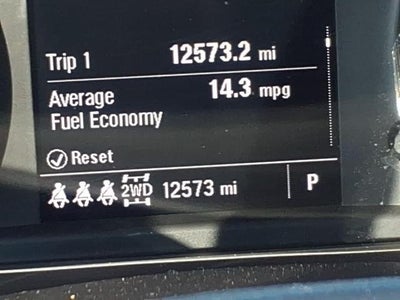 Trip 1 12573.2 mi
Average 14.3 mpg
Fuel Economy
Reset
2WD 12573 mi P